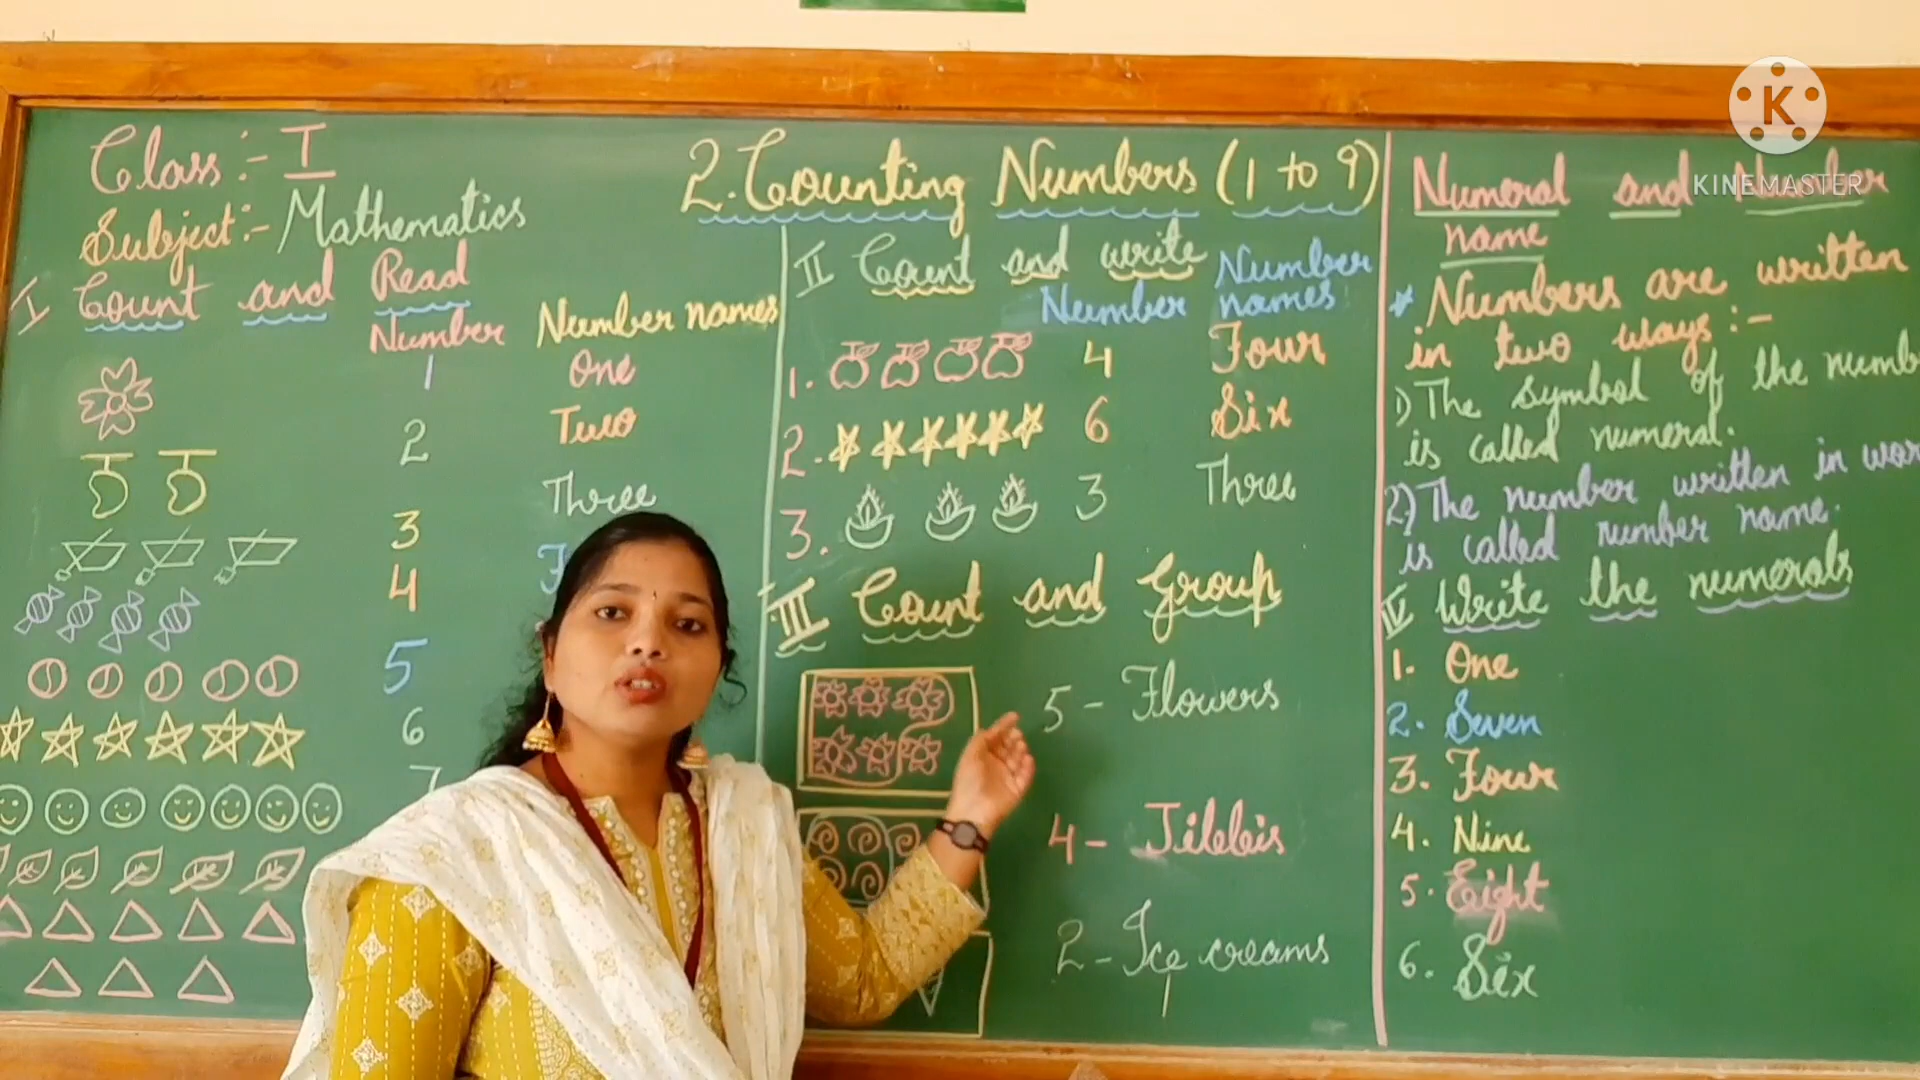 Class:- I
Subject:- Mathematics
2. Counting Numbers (1 to 9)
I Count and Read
Number Number names
1 One
2 Two
3 Three
4
5
6
7
II Count and write
Number Number names
1. 4 Four
2. 6 Six
3. 3 Three
III Count and Group
5 - Flowers
4 - Jilebis
2 - Ice creams
Numeral and Number
name
* Numbers are written
in two ways :-
1) The symbol of the numb
is called numeral.
2) The number written in wor
is called number name.
IV Write the numerals
1. One
2. Seven
3. Four
4. Nine
5. Eight
6. Six
K
KINEMASTER